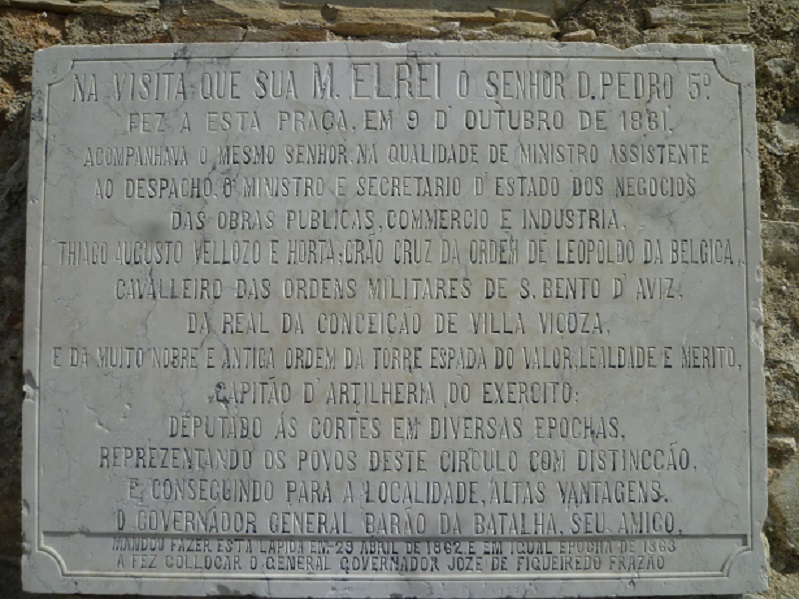 NA VISITA QUE SUA M. ELREI O SENHOR D. PEDRO 5º.
FEZ A ESTA PRAÇA, EM 9 D' OUTUBRO DE 1861,
ACOMPANHAVA O MESMO SENHOR, NA QUALIDADE DE MINISTRO ASSISTENTE
AO DESPACHO, O MINISTRO E SECRETARIO D' ESTADO DOS NEGOCIOS
DAS OBRAS PUBLICAS, COMMERCIO E INDUSTRIA,
THIAGO AUGUSTO VELLOZO E HORTA; GRÃO CRUZ DA ORDEM DE LEOPOLDO DA BELGICA,
CAVALLEIRO DAS ORDENS MILITARES DE S. BENTO D' AVIZ,
DA REAL DA CONCEIÇÃO DE VILLA VIÇOZA,
E DA MUITO NOBRE E ANTIGA ORDEM DA TORRE ESPADA DO VALOR, LEALDADE E MERITO,
CAPITÃO D' ARTILHERIA DO EXERCITO;
DEPUTADO ÁS CORTES EM DIVERSAS EPOCHAS,
REPREZENTANDO OS POVOS DESTE CIRCULO COM DISTINCÇÃO,
E CONSEGUINDO PARA A LOCALIDADE, ALTAS VANTAGENS.
O GOVERNADOR GENERAL BARÃO DA BATALHA, SEU AMIGO,
MANDOU FAZER ESTA LAPIDA EM 29 ABRIL DE 1862, E EM IGUAL EPOCHA DE 1863
A FEZ COLLOCAR O GENERAL GOVERNADOR JOZE DE FIGUEIREDO FRAZÃO